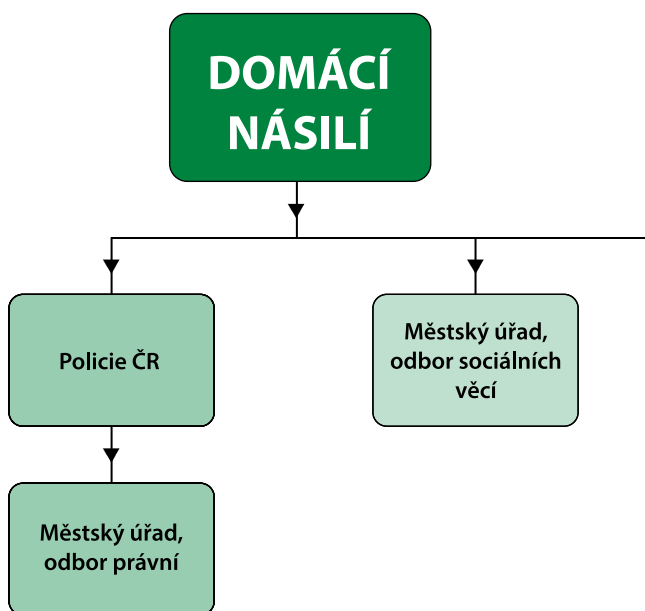 DOMÁCÍ
NÁSILÍ
Policie ČR
Městský úřad,
odbor sociálních
věcí
Městský úřad,
odbor právní